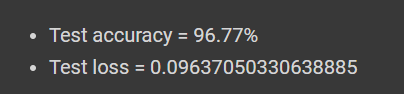 • Test accuracy = 96.77%
• Test loss = 0.09637050330638885